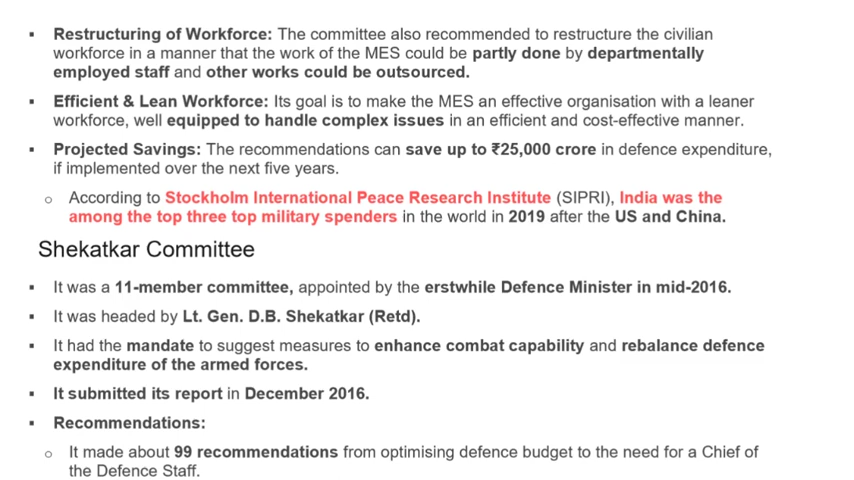 ▪ Restructuring of Workforce: The committee also recommended to restructure the civilian
workforce in a manner that the work of the MES could be partly done by departmentally
employed staff and other works could be outsourced.
▪ Efficient & Lean Workforce: Its goal is to make the MES an effective organisation with a leaner
workforce, well equipped to handle complex issues in an efficient and cost-effective manner.
▪ Projected Savings: The recommendations can save up to ₹25,000 crore in defence expenditure,
if implemented over the next five years.
○ According to Stockholm International Peace Research Institute (SIPRI), India was the
among the top three top military spenders in the world in 2019 after the US and China.
Shekatkar Committee
▪ It was a 11-member committee, appointed by the erstwhile Defence Minister in mid-2016.
▪ It was headed by Lt. Gen. D.B. Shekatkar (Retd).
▪ It had the mandate to suggest measures to enhance combat capability and rebalance defence
expenditure of the armed forces.
▪ It submitted its report in December 2016.
▪ Recommendations:
○ It made about 99 recommendations from optimising defence budget to the need for a Chief of
the Defence Staff.